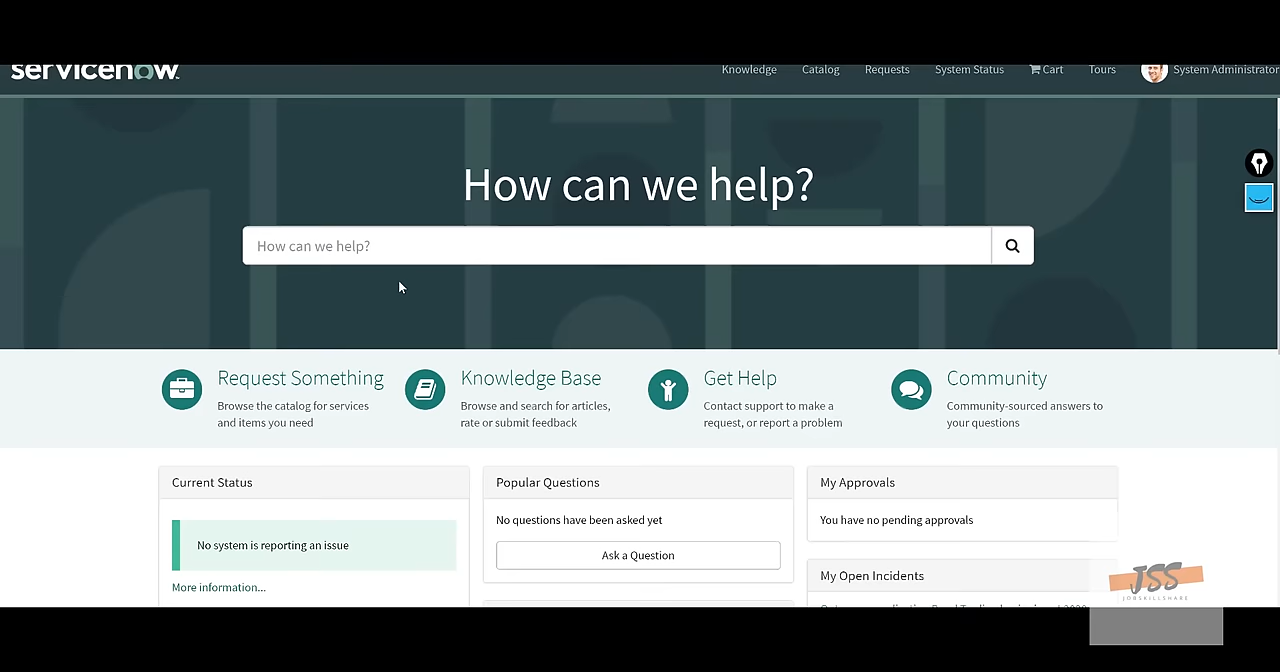 servicenow
Knowledge
Catalog
Requests
System Status
Cart
Tours
System Administrator
How can we help?
How can we help?
Request Something
Browse the catalog for services
and items you need
Knowledge Base
Browse and search for articles,
rate or submit feedback
Get Help
Contact support to make a
request, or report a problem
Community
Community-sourced answers to
your questions
Current Status
No system is reporting an issue
More information...
Popular Questions
No questions have been asked yet
Ask a Question
My Approvals
You have no pending approvals
My Open Incidents
JSS
JOBSKILLSHARE